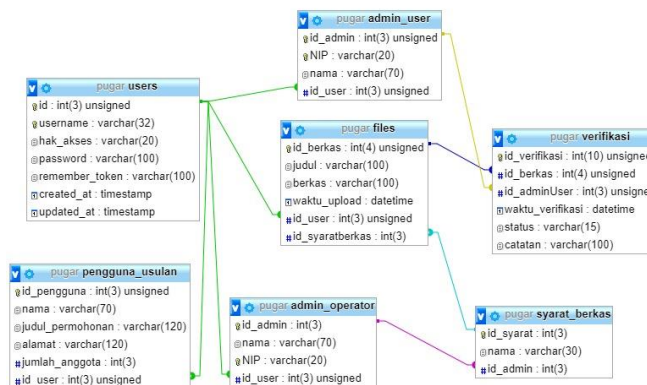 pugar admin_user
id_admin : int(3) unsigned
NIP : varchar(20)
nama : varchar(70)
id_user : int(3) unsigned
pugar users
id : int(3) unsigned
username : varchar(32)
hak_akses : varchar(20)
password : varchar(100)
remember_token : varchar(100)
created_at : timestamp
updated_at : timestamp
pugar files
id_berkas : int(4) unsigned
judul : varchar(100)
berkas : varchar(100)
waktu_upload : datetime
id_user : int(3) unsigned
id_syaratberkas : int(3)
pugar verifikasi
id_verifikasi : int(10) unsigned
id_berkas : int(4) unsigned
id_adminUser : int(3) unsigne
waktu_verifikasi : datetime
status : varchar(15)
catatan : varchar(100)
pugar pengguna_usulan
id_pengguna : int(3) unsigned
nama : varchar(70)
judul_permohonan : varchar(120)
alamat : varchar(120)
jumlah_anggota : int(3)
id_user : int(3) unsigned
pugar admin_operator
id_admin : int(3)
nama : varchar(70)
NIP : varchar(20)
id_user : int(3) unsigned
pugar syarat_berkas
id_syarat : int(3)
nama : varchar(30)
id_admin : int(3)